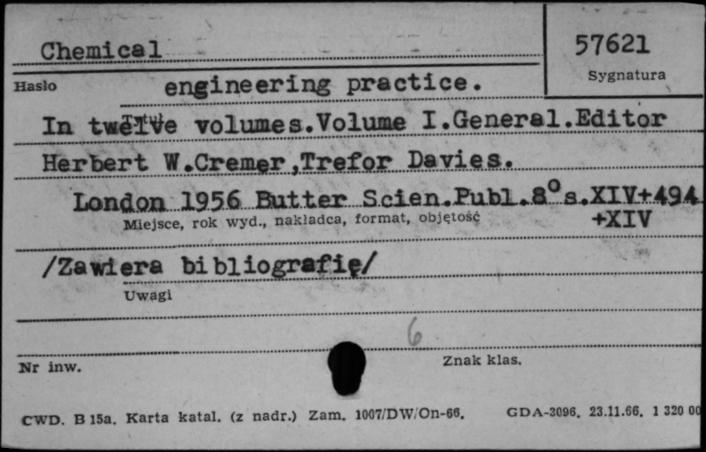 Chemical
57621
Sygnatura
Hasło
engineering practice.
In twelve volumes.Volume I.General.Editor
Herbert W.Cremer,Trefor Davies.
London 1956 Butter Scien.Publ.8° s.XIV+494
+XIV
Miejsce, rok wyd., nakładca, format, objętość
/Zawiera bibliografię/
Uwagi
6
Nr inw.
Znak klas.
CWD. B 15a. Karta katal. (z nadr.) Zam. 1007/DW/On-66. GDA-3096. 23.11.66. 1 320 00